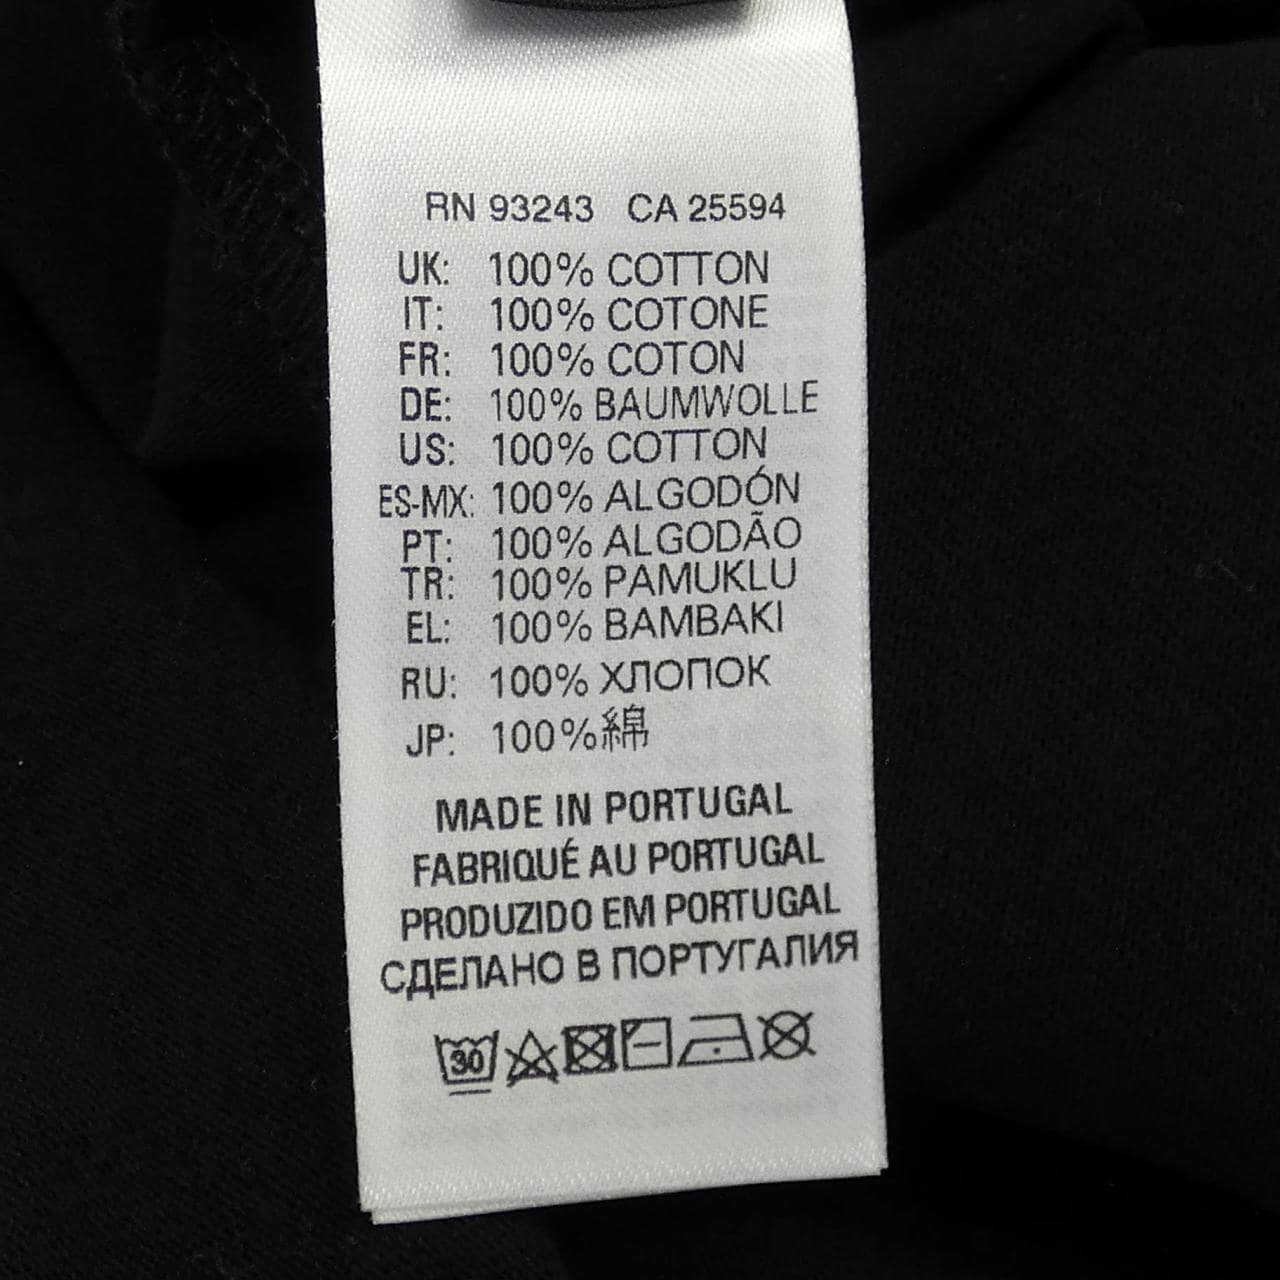 RN 93243 CA 25594
UK: 100% COTTON
IT: 100% COTONE
FR: 100% COTON
DE: 100% BAUMWOLLE
US: 100% COTTON
ES-MX: 100% ALGODÓN
PT: 100% ALGODÃO
TR: 100% PAMUKLU
EL: 100% BAMBAKI
RU: 100% ХЛОПОК
JP: 100%綿
MADE IN PORTUGAL
FABRIQUÉ AU PORTUGAL
PRODUZIDO EM PORTUGAL
СДЕЛАНО В ПОРТУГАЛИЯ
30